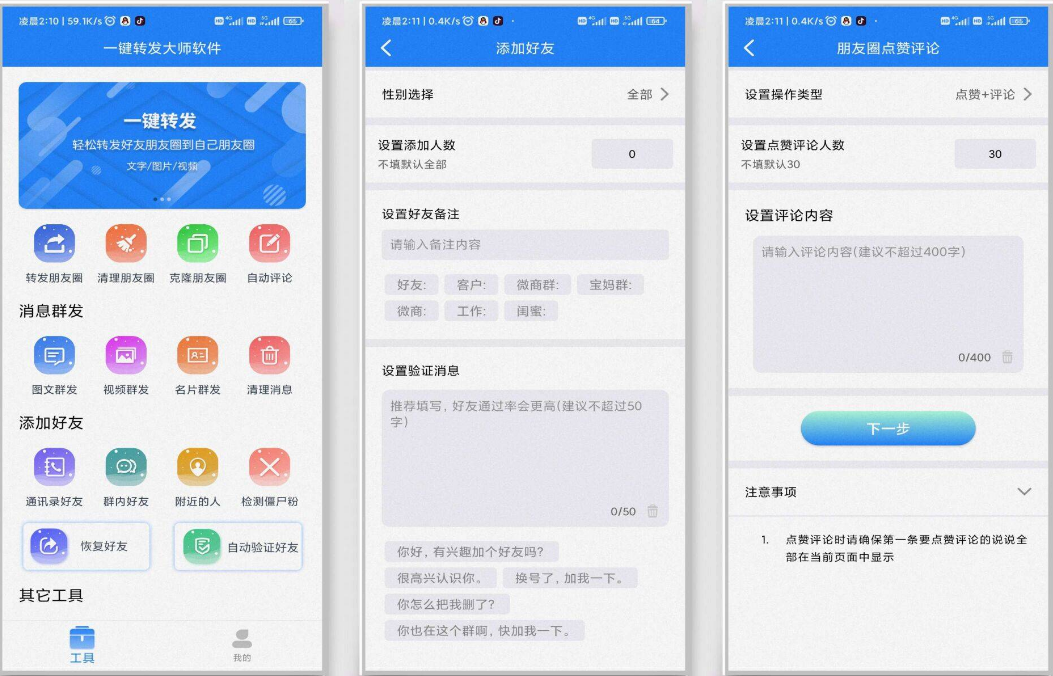 凌晨2:10 | 59.1K/s
一键转发大师软件
一键转发
轻松转发好友朋友圈到自己朋友圈
文字/图片/视频
转发朋友圈 清理朋友圈 克隆朋友圈 自动评论
消息群发
图文群发 视频群发 名片群发 清理消息
添加好友
通讯录好友 群内好友 附近的人 检测僵尸粉
恢复好友 自动验证好友
其它工具
工具 我的
凌晨2:11 | 0.4K/s
添加好友
性别选择 全部
设置添加人数
不填默认全部
0
设置好友备注
请输入备注内容
好友: 客户: 微商群: 宝妈群:
微商: 工作: 闺蜜:
设置验证消息
推荐填写, 好友通过率会更高(建议不超过50
字)
0/50
你好, 有兴趣加个好友吗?
很高兴认识你。 换号了, 加我一下。
你怎么把我删了?
你也在这个群啊, 快加我一下。
凌晨2:11 | 0.4K/s
朋友圈点赞评论
设置操作类型 点赞+评论
设置点赞评论人数
不填默认30
30
设置评论内容
请输入评论内容(建议不超过400字)
0/400
下一步
注意事项
1. 点赞评论时请确保第一条要点赞评论的说说全
部在当前页面中显示